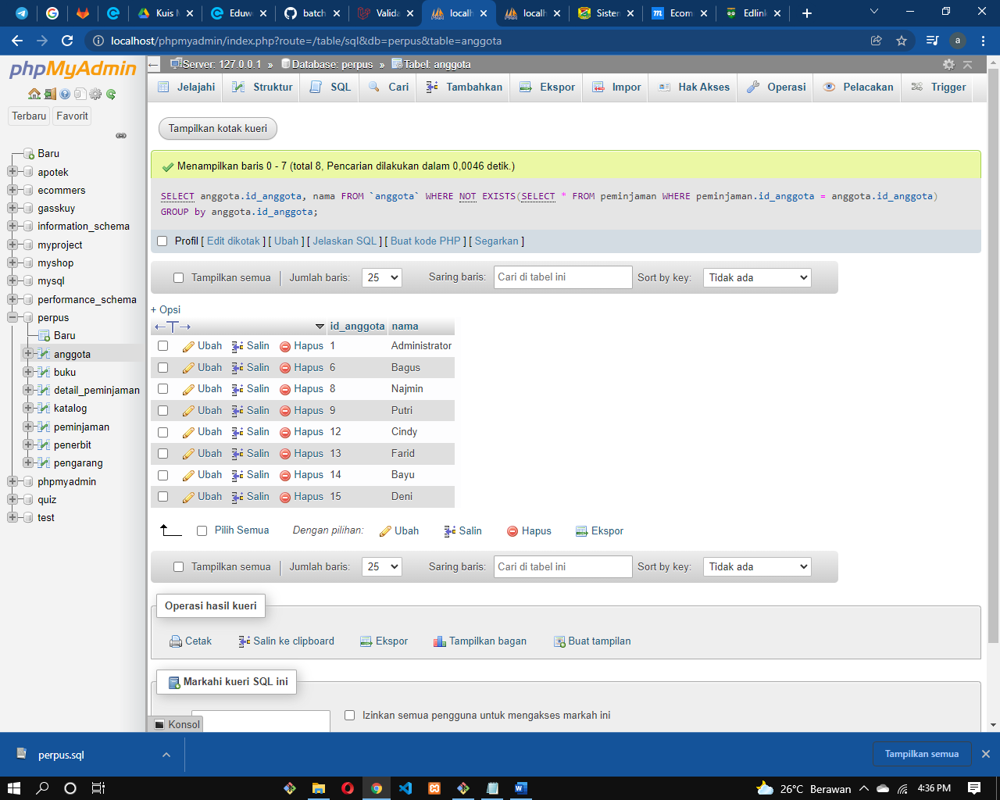 Kuis M
Eduw
batch
Valida
localh
localh
Sisten
Ecom
Edlink
localhost/phpmyadmin/index.php?route=/table/sql&db=perpus&table=anggota
a
phpMyAdmin
Terbaru
Favorit
Baru
apotek
ecommers
gasskuy
information_schema
myproject
myshop
mysql
performance_schema
perpus
Baru
anggota
buku
detail_peminjaman
katalog
peminjaman
penerbit
pengarang
phpmyadmin
quiz
test
Server: 127.0.0.1 » Database: perpus » Tabel: anggota
Jelajahi Struktur SQL Cari Tambahkan Ekspor Impor Hak Akses Operasi Pelacakan Trigger
Tampilkan kotak kueri
Menampilkan baris 0 - 7 (total 8, Pencarian dilakukan dalam 0,0046 detik.)
SELECT anggota.id_anggota, nama FROM `anggota` WHERE NOT EXISTS(SELECT * FROM peminjaman WHERE peminjaman.id_anggota = anggota.id_anggota)
GROUP by anggota.id_anggota;
Profil [ Edit dikotak ] [ Ubah ] [ Jelaskan SQL ] [ Buat kode PHP ] [ Segarkan ]
Tampilkan semua Jumlah baris: 25 Saring baris: Cari di tabel ini Sort by key: Tidak ada
+ Opsi
←T→ id_anggota nama
Ubah Salin Hapus 1 Administrator
Ubah Salin Hapus 6 Bagus
Ubah Salin Hapus 8 Najmin
Ubah Salin Hapus 9 Putri
Ubah Salin Hapus 12 Cindy
Ubah Salin Hapus 13 Farid
Ubah Salin Hapus 14 Bayu
Ubah Salin Hapus 15 Deni
Pilih Semua Dengan pilihan: Ubah Salin Hapus Ekspor
Tampilkan semua Jumlah baris: 25 Saring baris: Cari di tabel ini Sort by key: Tidak ada
Operasi hasil kueri
Cetak Salin ke clipboard Ekspor Tampilkan bagan Buat tampilan
Markahi kueri SQL ini
Izinkan semua pengguna untuk mengakses markah ini
Konsol
perpus.sql
Tampilkan semua
26°C Berawan
4:36 PM